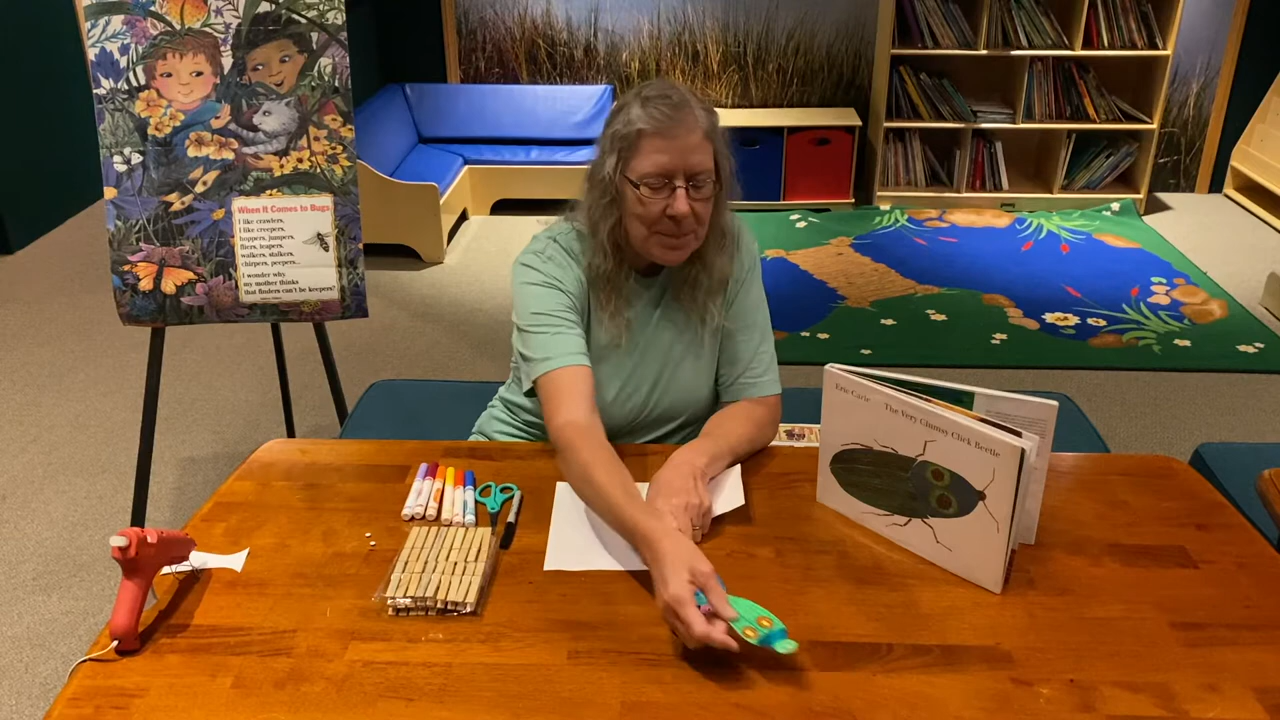 When It Comes to Bugs
I like crawlers,
I like creepers,
hoppers, jumpers,
fliers, leapers,
walkers, stalkers,
chirpers, peepers...
I wonder why
my mother thinks
that finders can't be keepers?
Eric Carle
The Very Clumsy Click Beetle